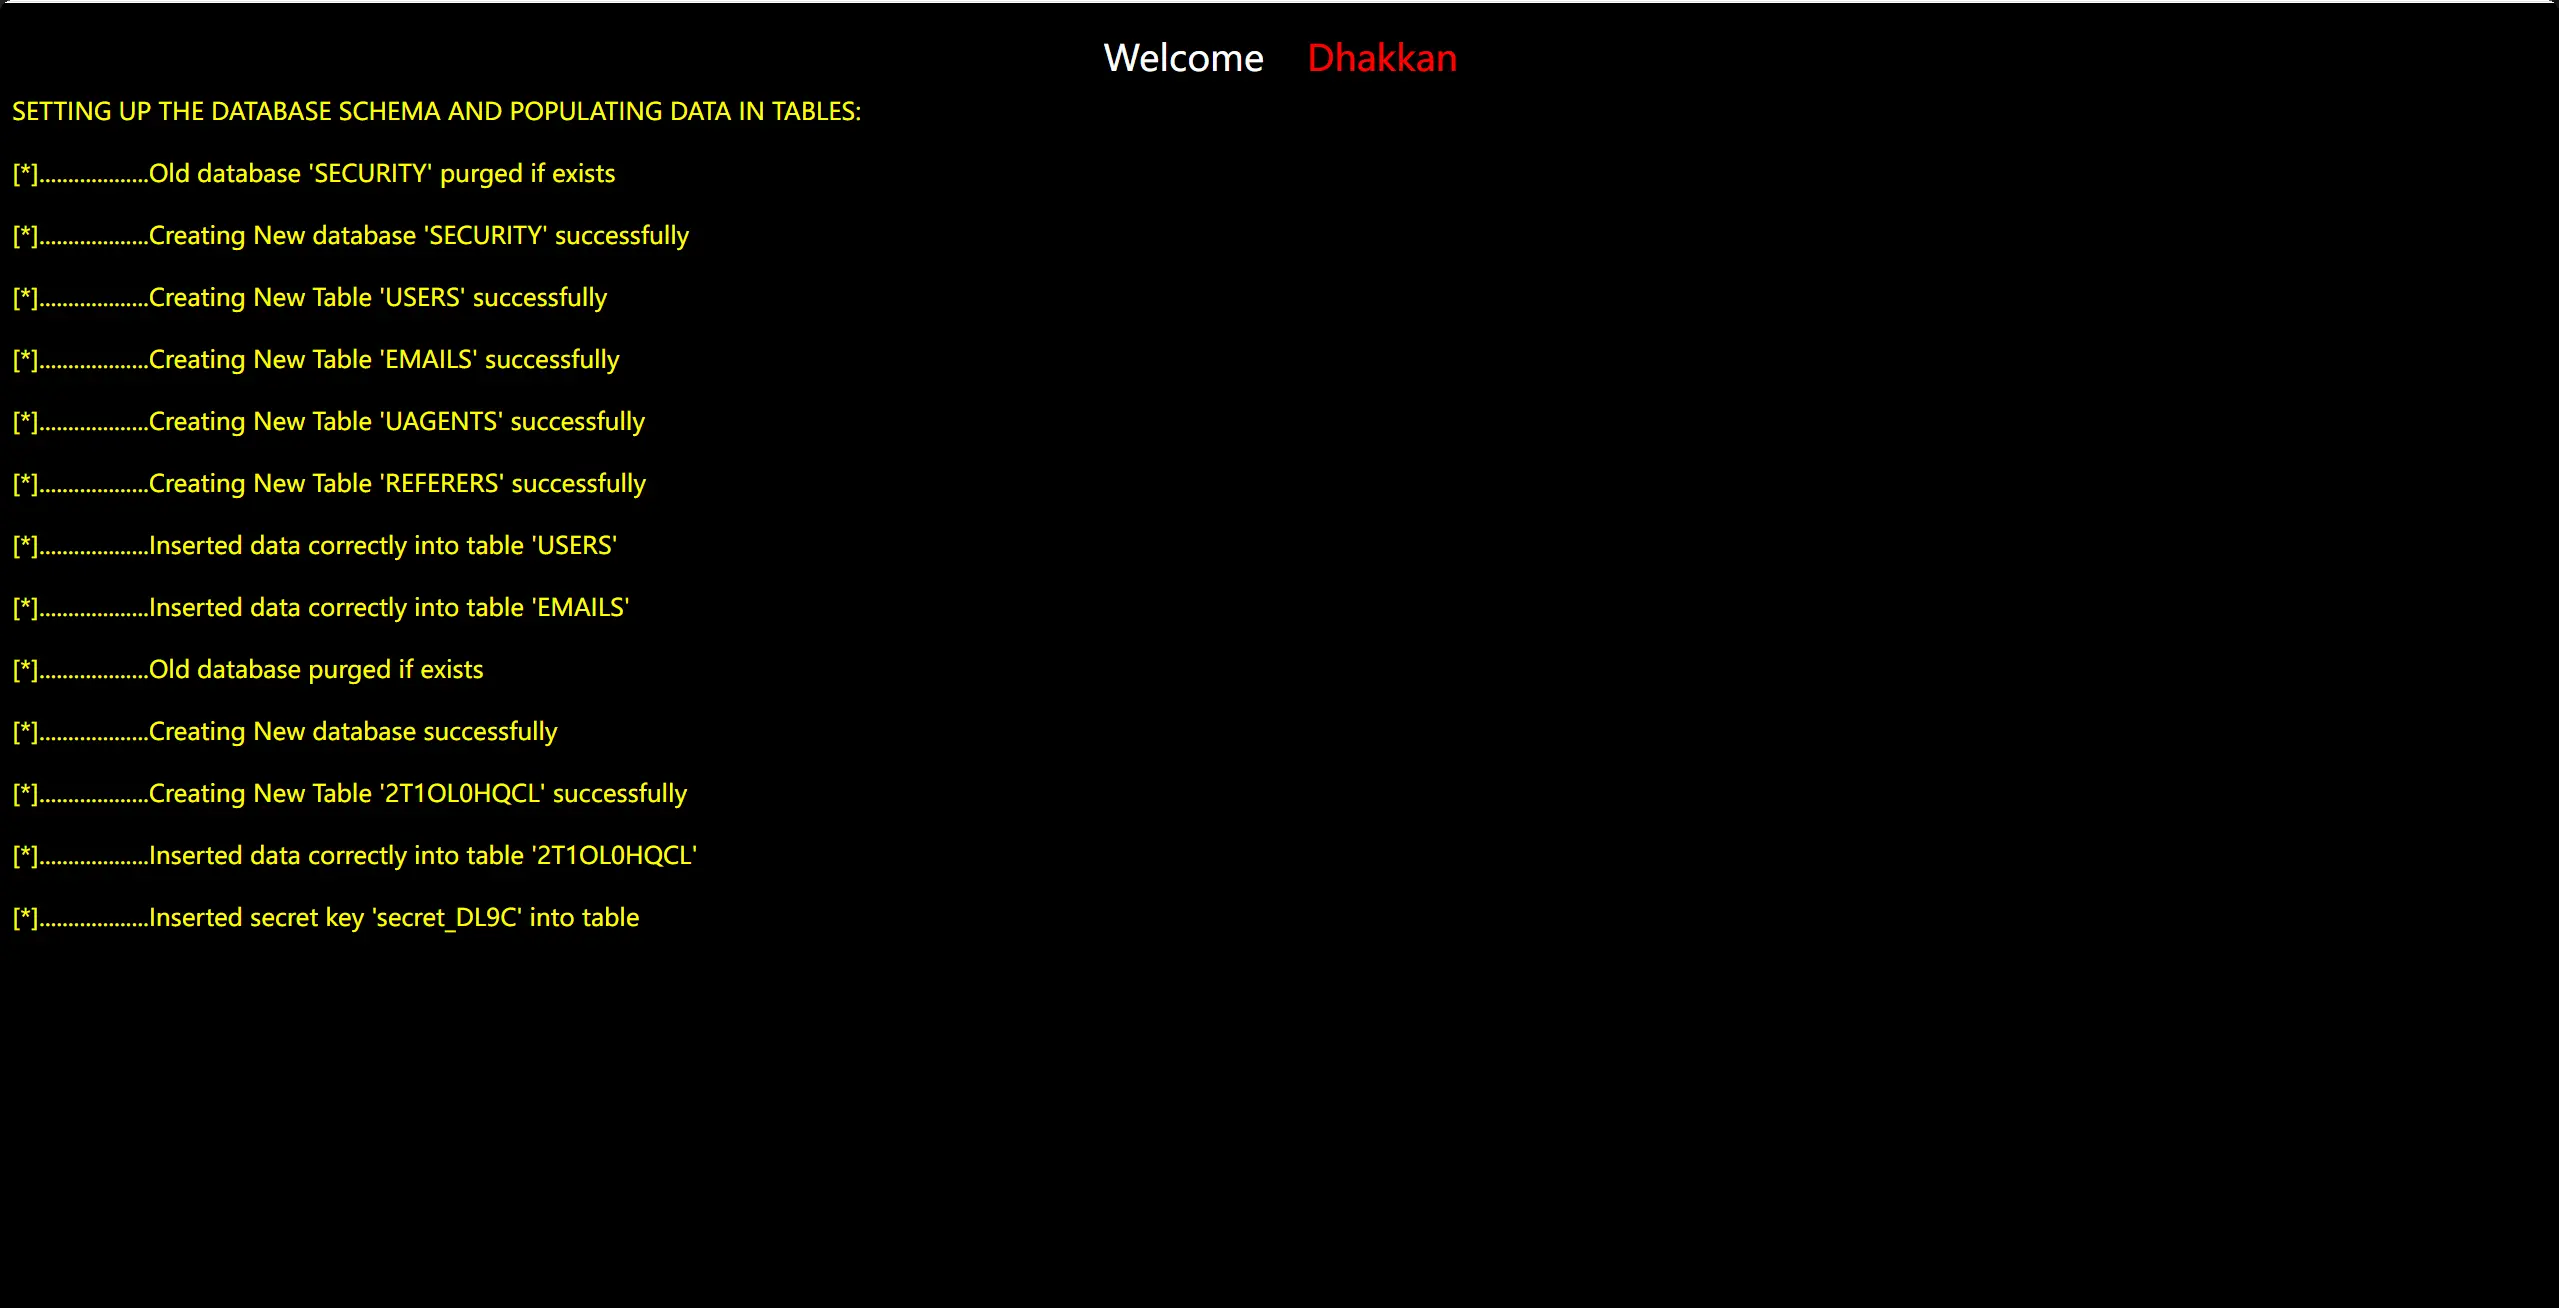 Welcome Dhakkan
SETTING UP THE DATABASE SCHEMA AND POPULATING DATA IN TABLES:
[*]...................Old database 'SECURITY' purged if exists
[*]...................Creating New database 'SECURITY' successfully
[*]...................Creating New Table 'USERS' successfully
[*]...................Creating New Table 'EMAILS' successfully
[*]...................Creating New Table 'UAGENTS' successfully
[*]...................Creating New Table 'REFERERS' successfully
[*]...................Inserted data correctly into table 'USERS'
[*]...................Inserted data correctly into table 'EMAILS'
[*]...................Old database purged if exists
[*]...................Creating New database successfully
[*]...................Creating New Table '2T1OL0HQCL' successfully
[*]...................Inserted data correctly into table '2T1OL0HQCL'
[*]...................Inserted secret key 'secret_DL9C' into table